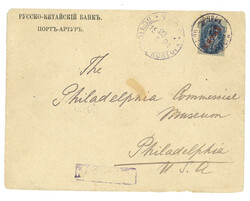 РУССКО-КИТАЙСКІЙ БАНКЪ.
ПОРТЪ-АРТУРЪ.
The
Philadelphia Commercial
Museum
Philadelphia
U.S.A